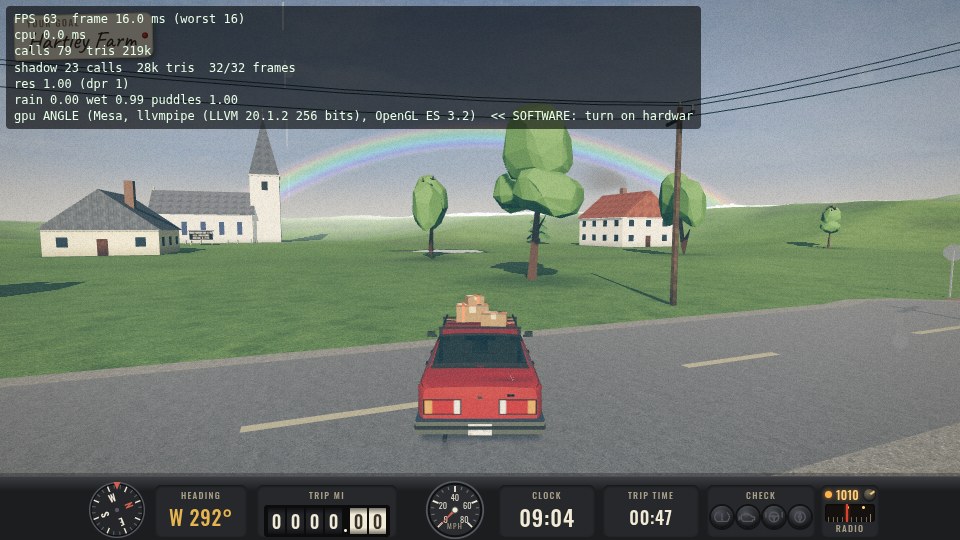 FPS 63 frame 16.0 ms (worst 16)
cpu 0.0 ms
calls 79 tris 219k
shadow 23 calls 28k tris 32/32 frames
res 1.00 (dpr 1)
rain 0.00 wet 0.99 puddles 1.00
gpu ANGLE (Mesa, llvmpipe (LLVM 20.1.2 256 bits), OpenGL ES 3.2) << SOFTWARE: turn on hardwar
YOUR GOAL
Hartley Farm
W N S E
HEADING
W 292°
TRIP MI
0000.00
20 40 60 80
MPH
CLOCK
09:04
TRIP TIME
00:47
CHECK
1010
RADIO